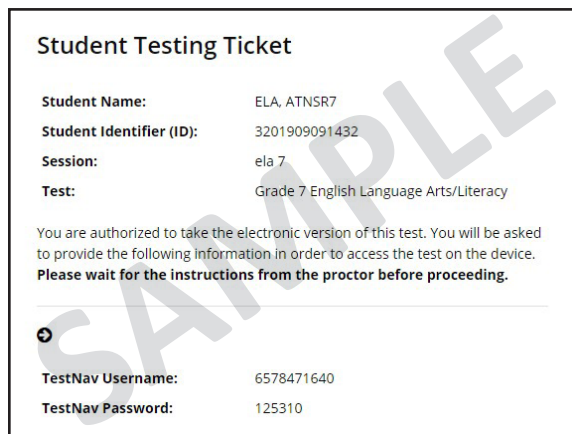 Student Testing Ticket
Student Name: ELA, ATNSR7
Student Identifier (ID): 3201909091432
Session: ela 7
Test: Grade 7 English Language Arts/Literacy
You are authorized to take the electronic version of this test. You will be asked
to provide the following information in order to access the test on the device.
Please wait for the instructions from the proctor before proceeding.
TestNav Username: 6578471640
TestNav Password: 125310
SAMPLE